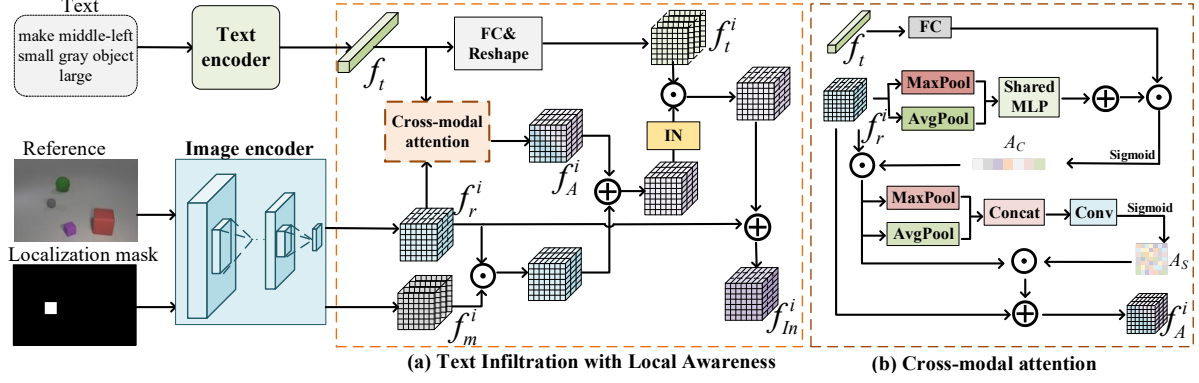 Text
make middle-left
small gray object
large
Text
encoder
f_t
FC&
Reshape
f_t^i
Cross-modal
attention
f_A^i
IN
Reference
Image encoder
f_r^i
Localization mask
f_m^i
f_{In}^i
(a) Text Infiltration with Local Awareness
f_t
FC
MaxPool
AvgPool
Shared
MLP
f_r^i
A_C
Sigmoid
MaxPool
AvgPool
Concat
Conv
Sigmoid
A_S
f_A^i
(b) Cross-modal attention